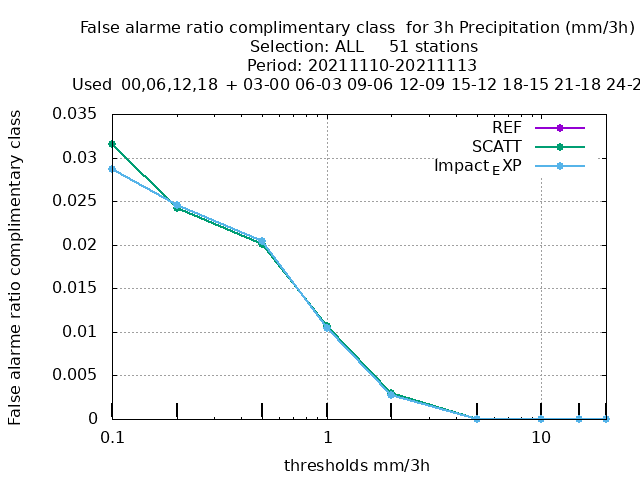 False alarme ratio complimentary class  for 3h Precipitation (mm/3h)
Selection: ALL     51 stations
Period: 20211110-20211113
Used  00,06,12,18  + 03-00 06-03 09-06 12-09 15-12 18-15 21-18 24-2
False alarme ratio complimentary class
0.035
0.03
0.025
0.02
0.015
0.01
0.005
0
REF
SCATT
Impact_EXP
0.1
1
10
thresholds mm/3h